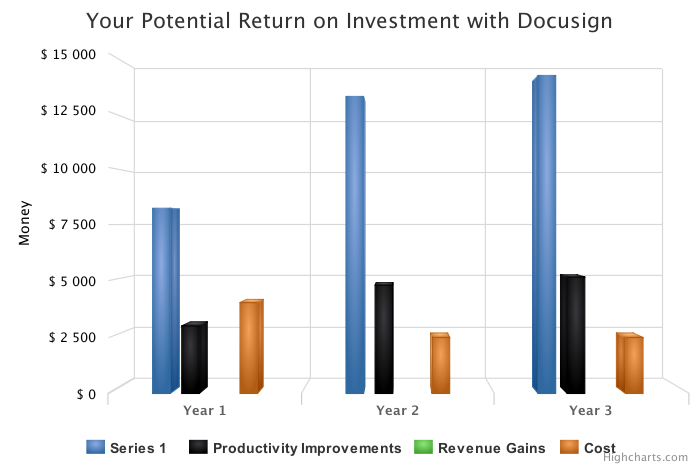 Your Potential Return on Investment with Docusign
$ 15 000
$ 12 500
$ 10 000
$ 7 500
$ 5 000
$ 2 500
$ 0
Money
Year 1
Year 2
Year 3
Series 1
Productivity Improvements
Revenue Gains
Cost
Highcharts.com